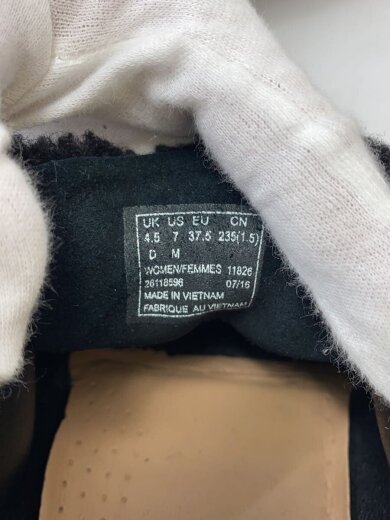 UK US EU CN
4.5 7 37.5 235(1.5)
D M
WOMEN/FEMMES 11826
26118596 07/16
MADE IN VIETNAM
FABRIQUE AU VIETNAM